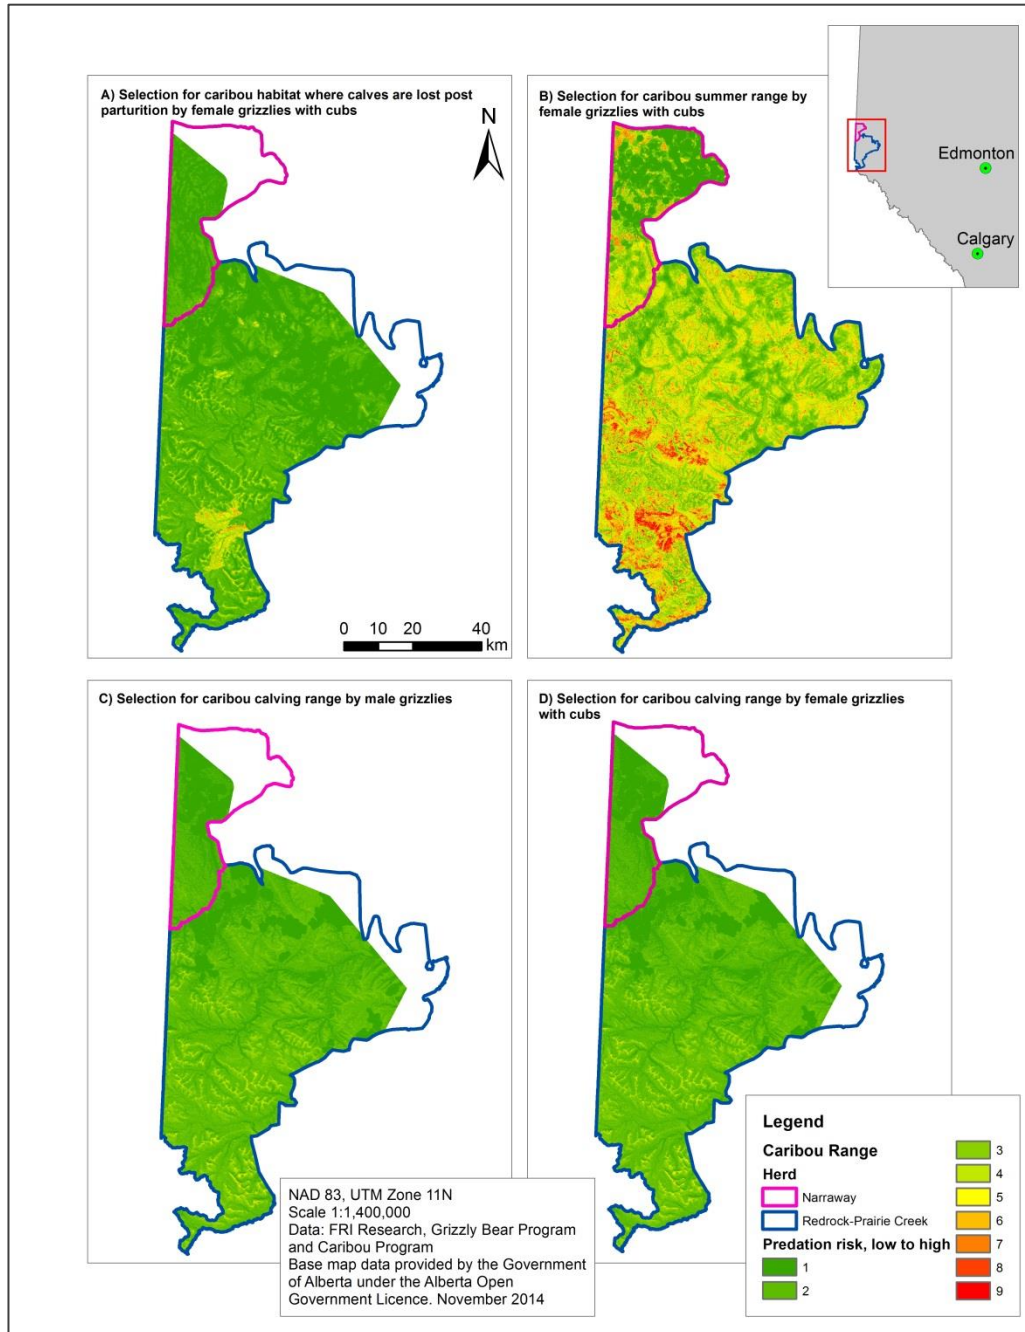 A) Selection for caribou habitat where calves are lost post
parturition by female grizzlies with cubs
N
0 10 20 40
km
B) Selection for caribou summer range by
female grizzlies with cubs
Edmonton
Calgary
C) Selection for caribou calving range by male grizzlies
D) Selection for caribou calving range by female grizzlies
with cubs
NAD 83, UTM Zone 11N
Scale 1:1,400,000
Data: FRI Research, Grizzly Bear Program
and Caribou Program
Base map data provided by the Government
of Alberta under the Alberta Open
Government Licence. November 2014
Legend
Caribou Range
Herd
Narraway
Redrock-Prairie Creek
Predation risk, low to high
1
2
3
4
5
6
7
8
9